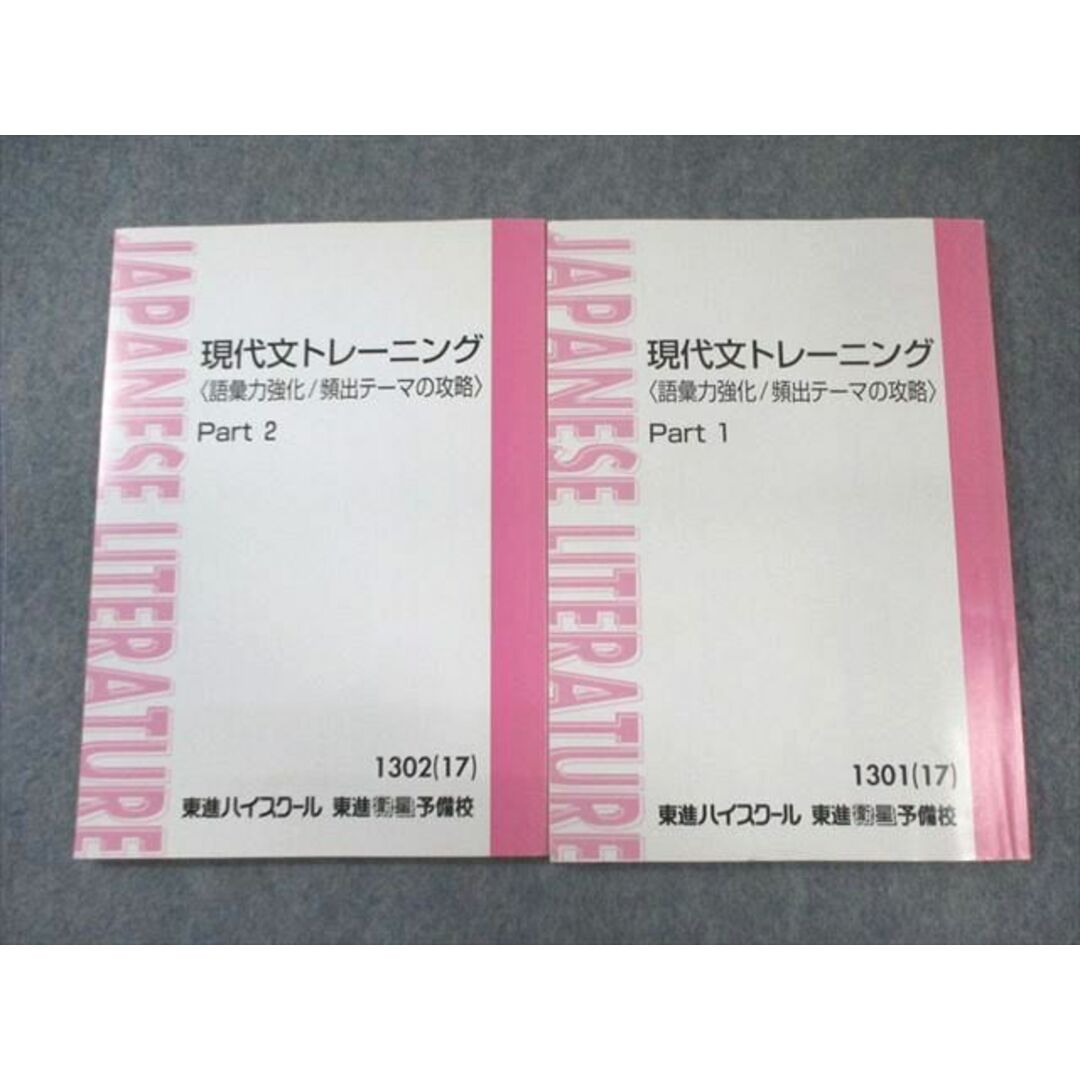 JAPANESE LITERATURE
現代文トレーニング
〈語彙力強化/頻出テーマの攻略〉
Part 2
1302(17)
東進ハイスクール 東進衛星予備校
JAPANESE LITERATURE
現代文トレーニング
〈語彙力強化/頻出テーマの攻略〉
Part 1
1301(17)
東進ハイスクール 東進衛星予備校